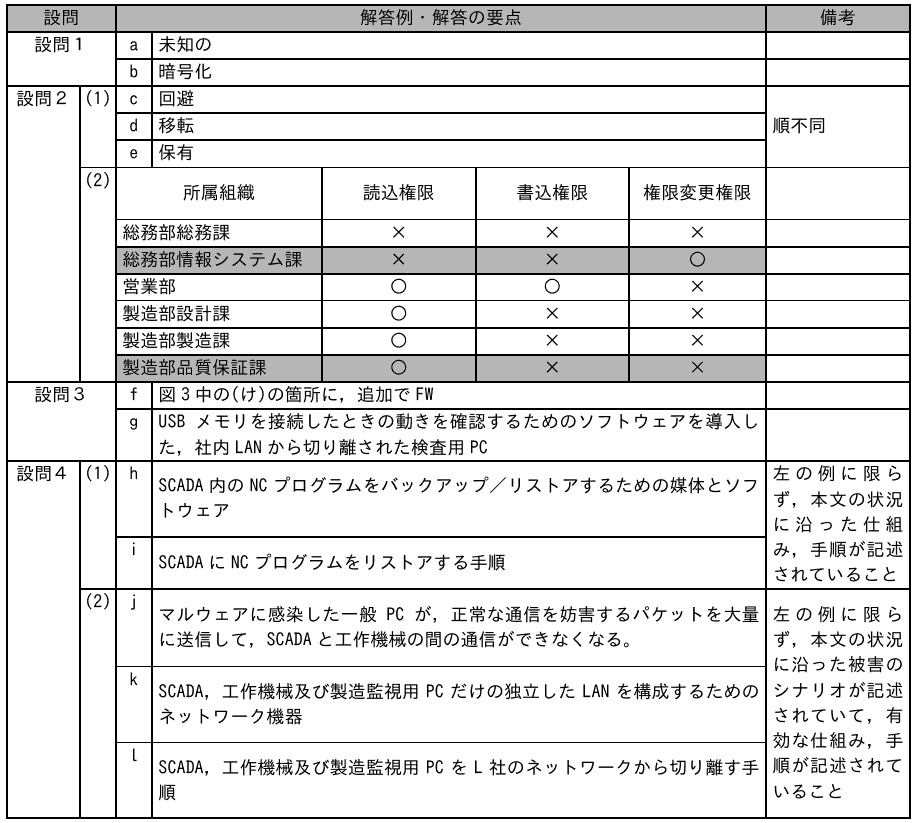 設問 解答例・解答の要点 備考
設問1 a 未知の
b 暗号化
設問2 (1) c 回避
d 移転 順不同
e 保有
(2) 所属組織 読込権限 書込権限 権限変更権限
総務部総務課 × × ×
総務部情報システム課 × × ○
営業部 ○ ○ ×
製造部設計課 ○ × ×
製造部製造課 ○ × ×
製造部品質保証課 ○ × ×
設問3 f 図3中の(け)の箇所に，追加でFW
g USB メモリを接続したときの動きを確認するためのソフトウェアを導入し
た，社内LANから切り離された検査用PC
設問4 (1) h SCADA内のNCプログラムをバックアップ／リストアするための媒体とソフ
トウェア
i SCADAにNCプログラムをリストアする手順
左の例に限ら
ず，本文の状況
に沿った仕組
み，手順が記述
されていること
(2) j マルウェアに感染した一般 PC が，正常な通信を妨害するパケットを大量
に送信して，SCADAと工作機械の間の通信ができなくなる。
k SCADA，工作機械及び製造監視用PCだけの独立したLANを構成するための
ネットワーク機器
l SCADA，工作機械及び製造監視用PCをL社のネットワークから切り離す手
順
左の例に限ら
ず，本文の状況
に沿った被害の
シナリオが記述
されていて，有
効な仕組み，手
順が記述されて
いること